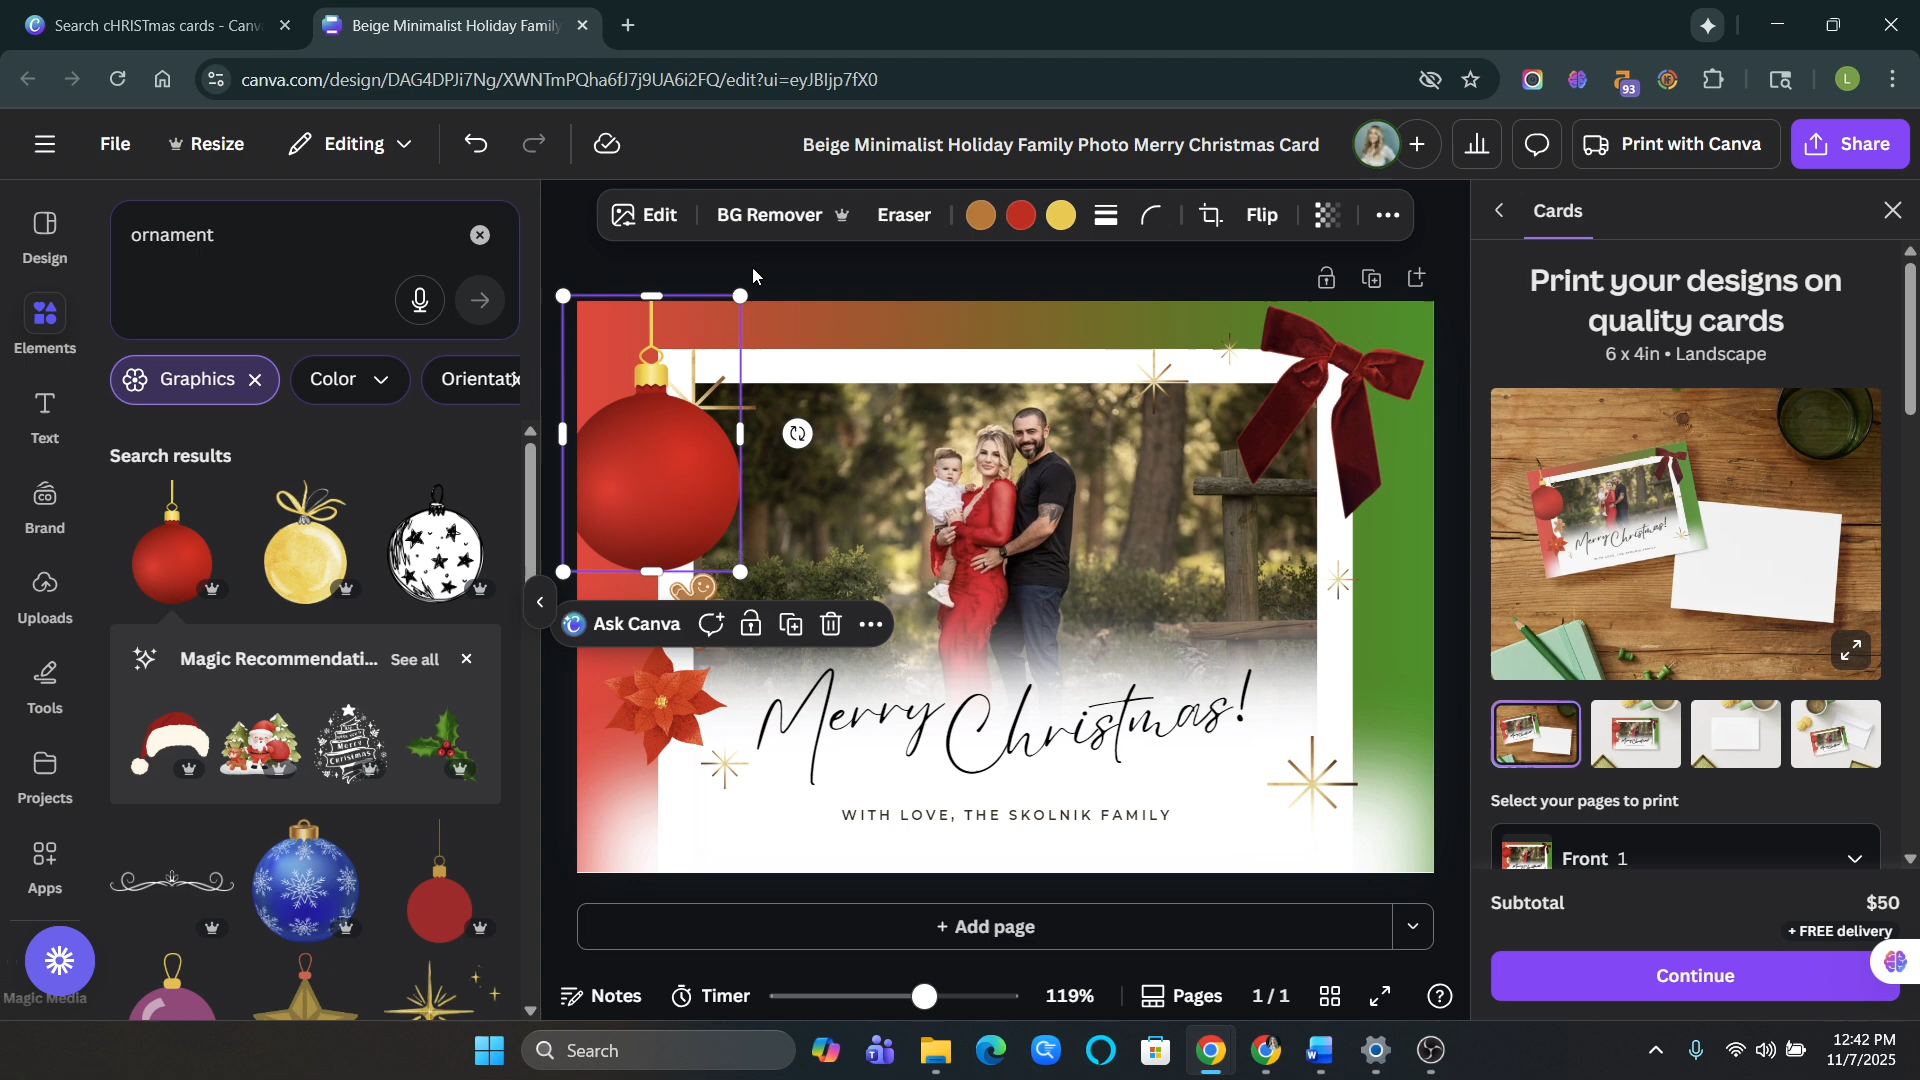 Search cHRISTmas cards - Canv
Beige Minimalist Holiday Family
canva.com/design/DAG4DPJi7Ng/XWNTmPQha6fJ7j9UA6i2FQ/edit?ui=eyJBIjp7fX0
93
L
File
Resize
Editing
Beige Minimalist Holiday Family Photo Merry Christmas Card
Print with Canva
Share
Design
Elements
Text
Brand
Uploads
Tools
Projects
Apps
Magic Media
ornament
Graphics
Color
Orientati
Search results
Magic Recommendati...
See all
Edit
BG Remover
Eraser
Flip
Ask Canva
Merry Christmas!
WITH LOVE, THE SKOLNIK FAMILY
+ Add page
Notes
Timer
119%
Pages
1 / 1
Cards
Print your designs on
quality cards
6 x 4in • Landscape
Merry Christmas!
Select your pages to print
Front 1
Subtotal
$50
+ FREE delivery
Continue
Search
12:42 PM
11/7/2025